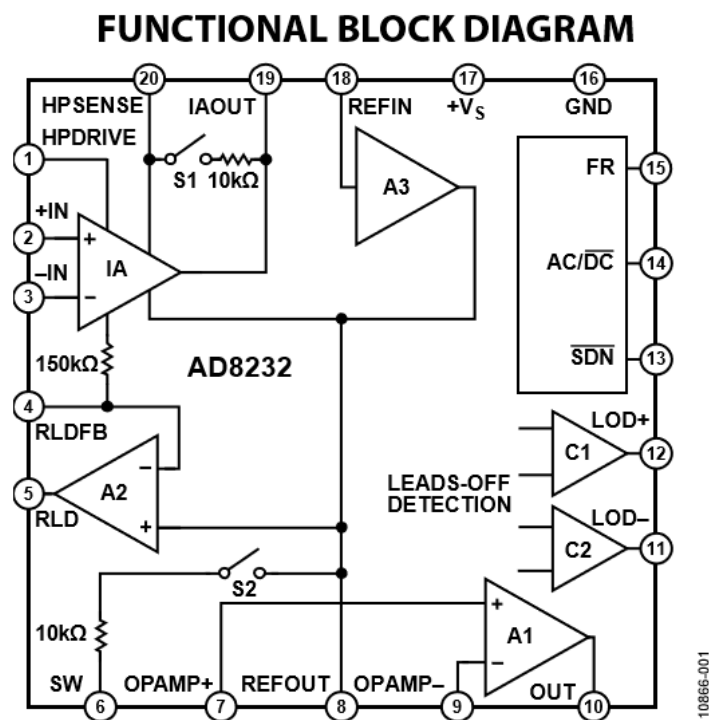 FUNCTIONAL BLOCK DIAGRAM
20 19 18 17 16
HPSENSE IAOUT REFIN +VS GND
HPDRIVE
1
S1 10kΩ
A3
FR 15
+IN
2
+
IA
AC/DC 14
–IN
3
–
150kΩ
AD8232
SDN 13
4
RLDFB
LOD+
C1 12
–
A2
5
RLD
+
LEADS-OFF
DETECTION
LOD–
C2 11
S2
10kΩ
+
A1
–
SW OPAMP+ REFOUT OPAMP– OUT
6 7 8 9 10
10866-001